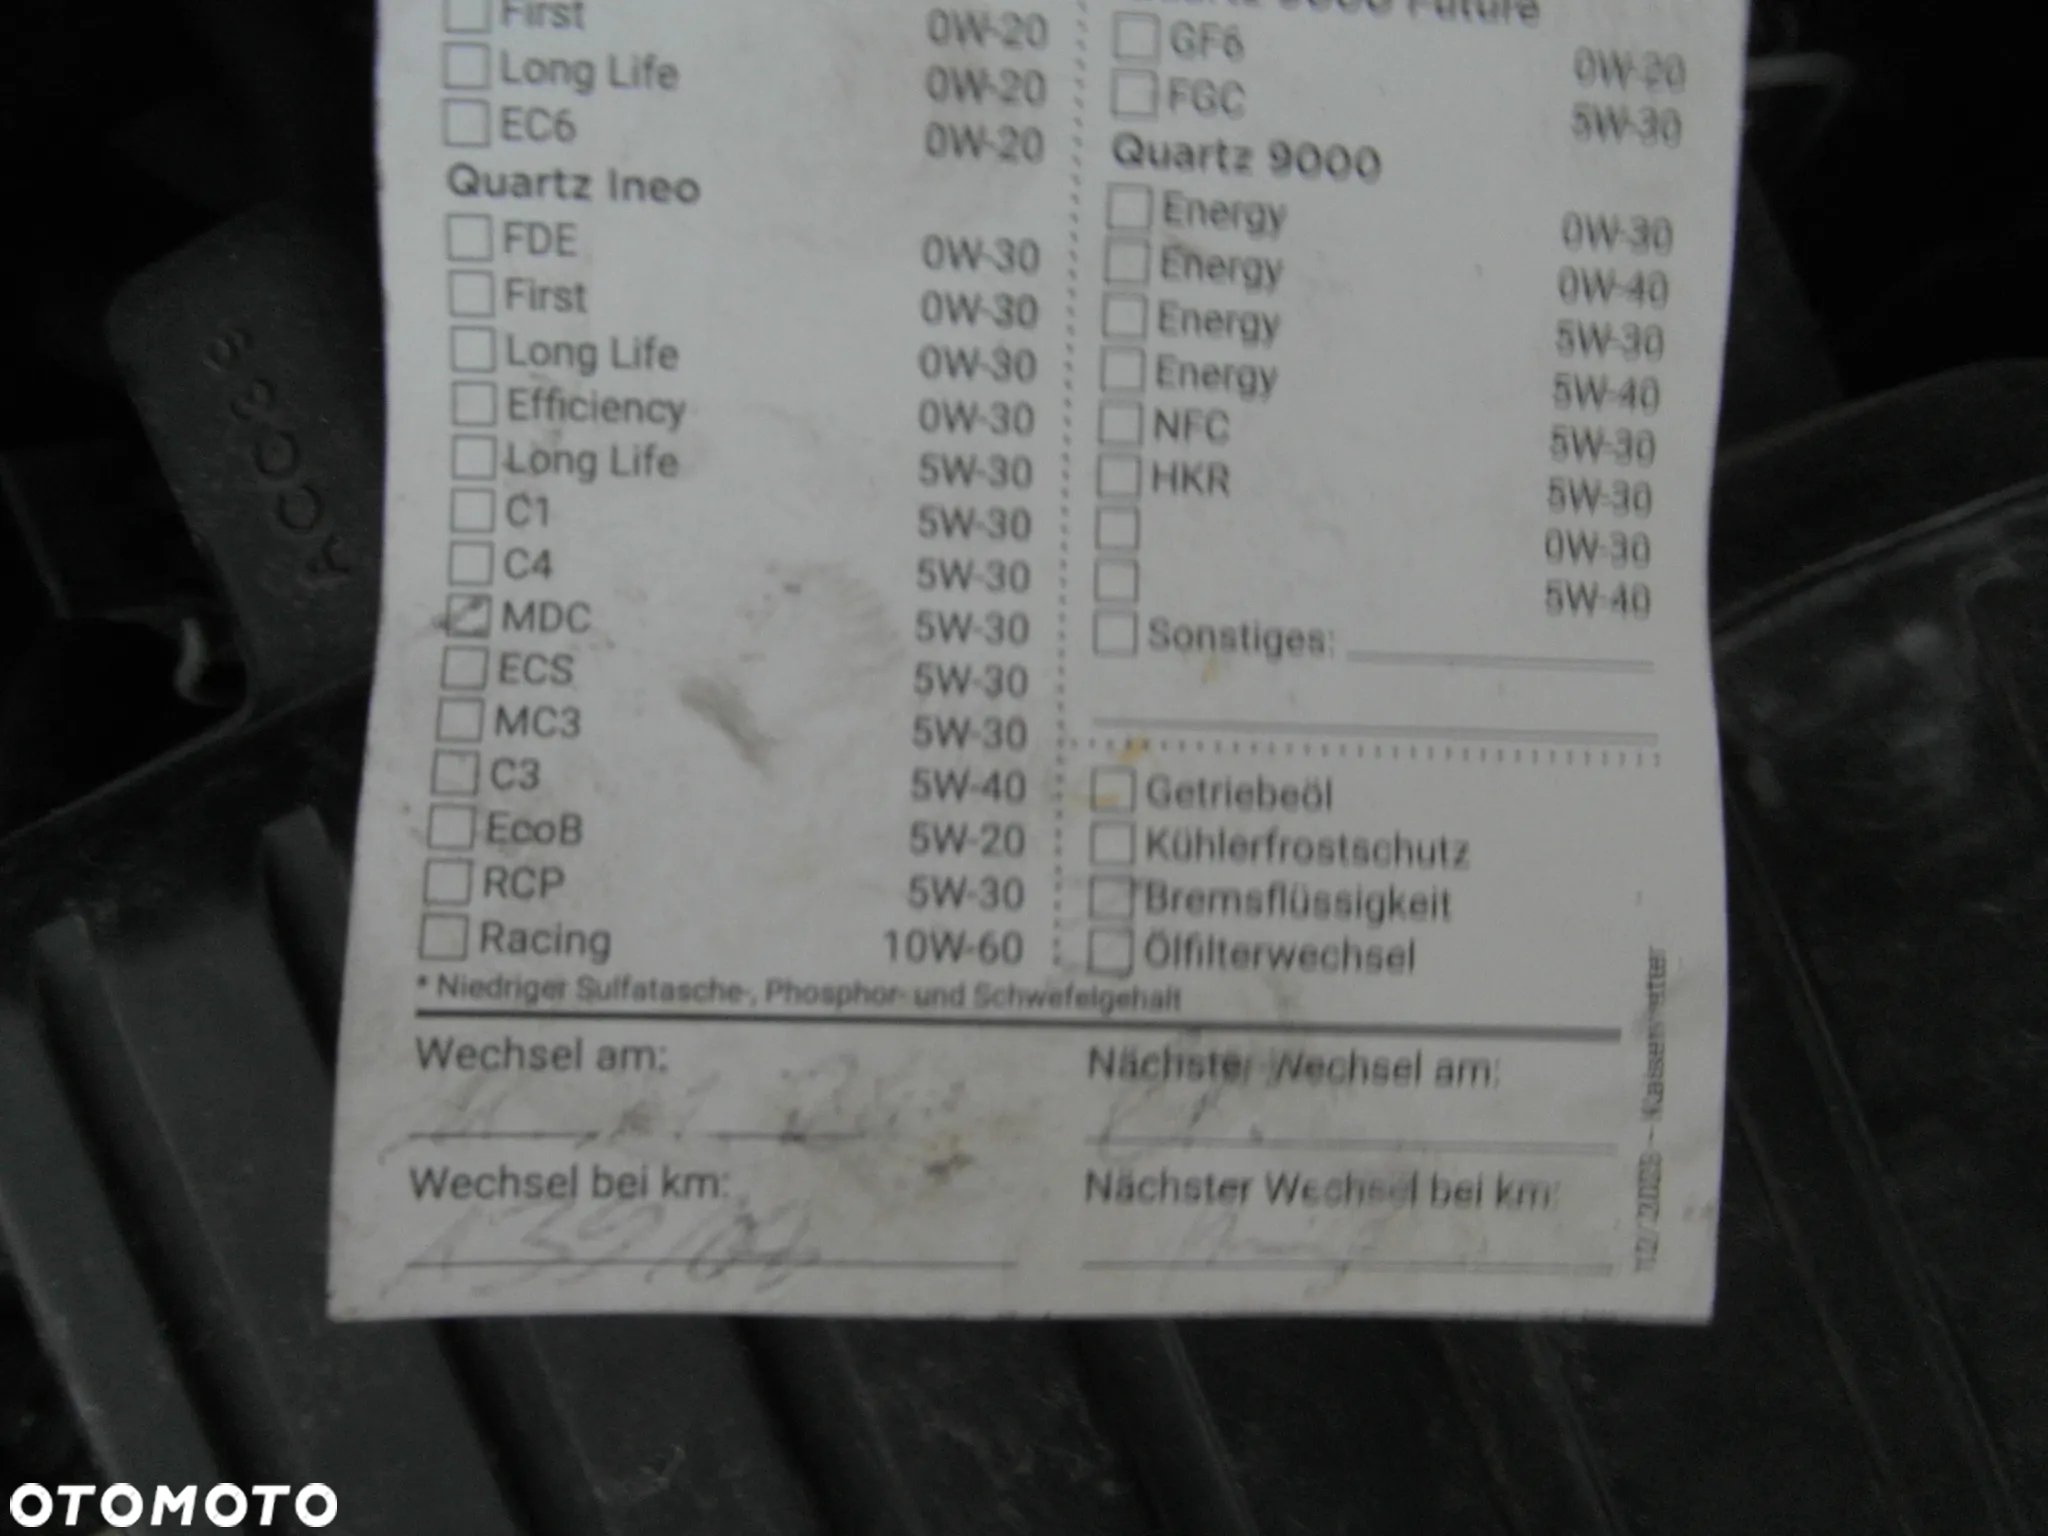 First 0W-20
Long Life 0W-20
EC6 0W-20
Quartz Ineo
FDE 0W-30
First 0W-30
Long Life 0W-30
Efficiency 0W-30
Long Life 5W-30
C1 5W-30
C4 5W-30
MDC 5W-30
ECS 5W-30
MC3 5W-30
C3 5W-40
EcoB 5W-20
RCP 5W-30
Racing 10W-60
Future
GF6 0W-20
FGC 5W-30
Quartz 9000
Energy 0W-30
Energy 0W-40
Energy 5W-30
Energy 5W-40
NFC 5W-30
HKR 5W-30
0W-30
5W-40
Sonstiges:
Getriebeöl
Kühlerfrostschutz
Bremsflüssigkeit
Ölfilterwechsel
* Niedriger Sulfatasche-, Phosphor- und Schwefelgehalt
Wechsel am:
Nächster Wechsel am:
Wechsel bei km:
Nächster Wechsel bei km:
Kaiservetter
OTOMOTO